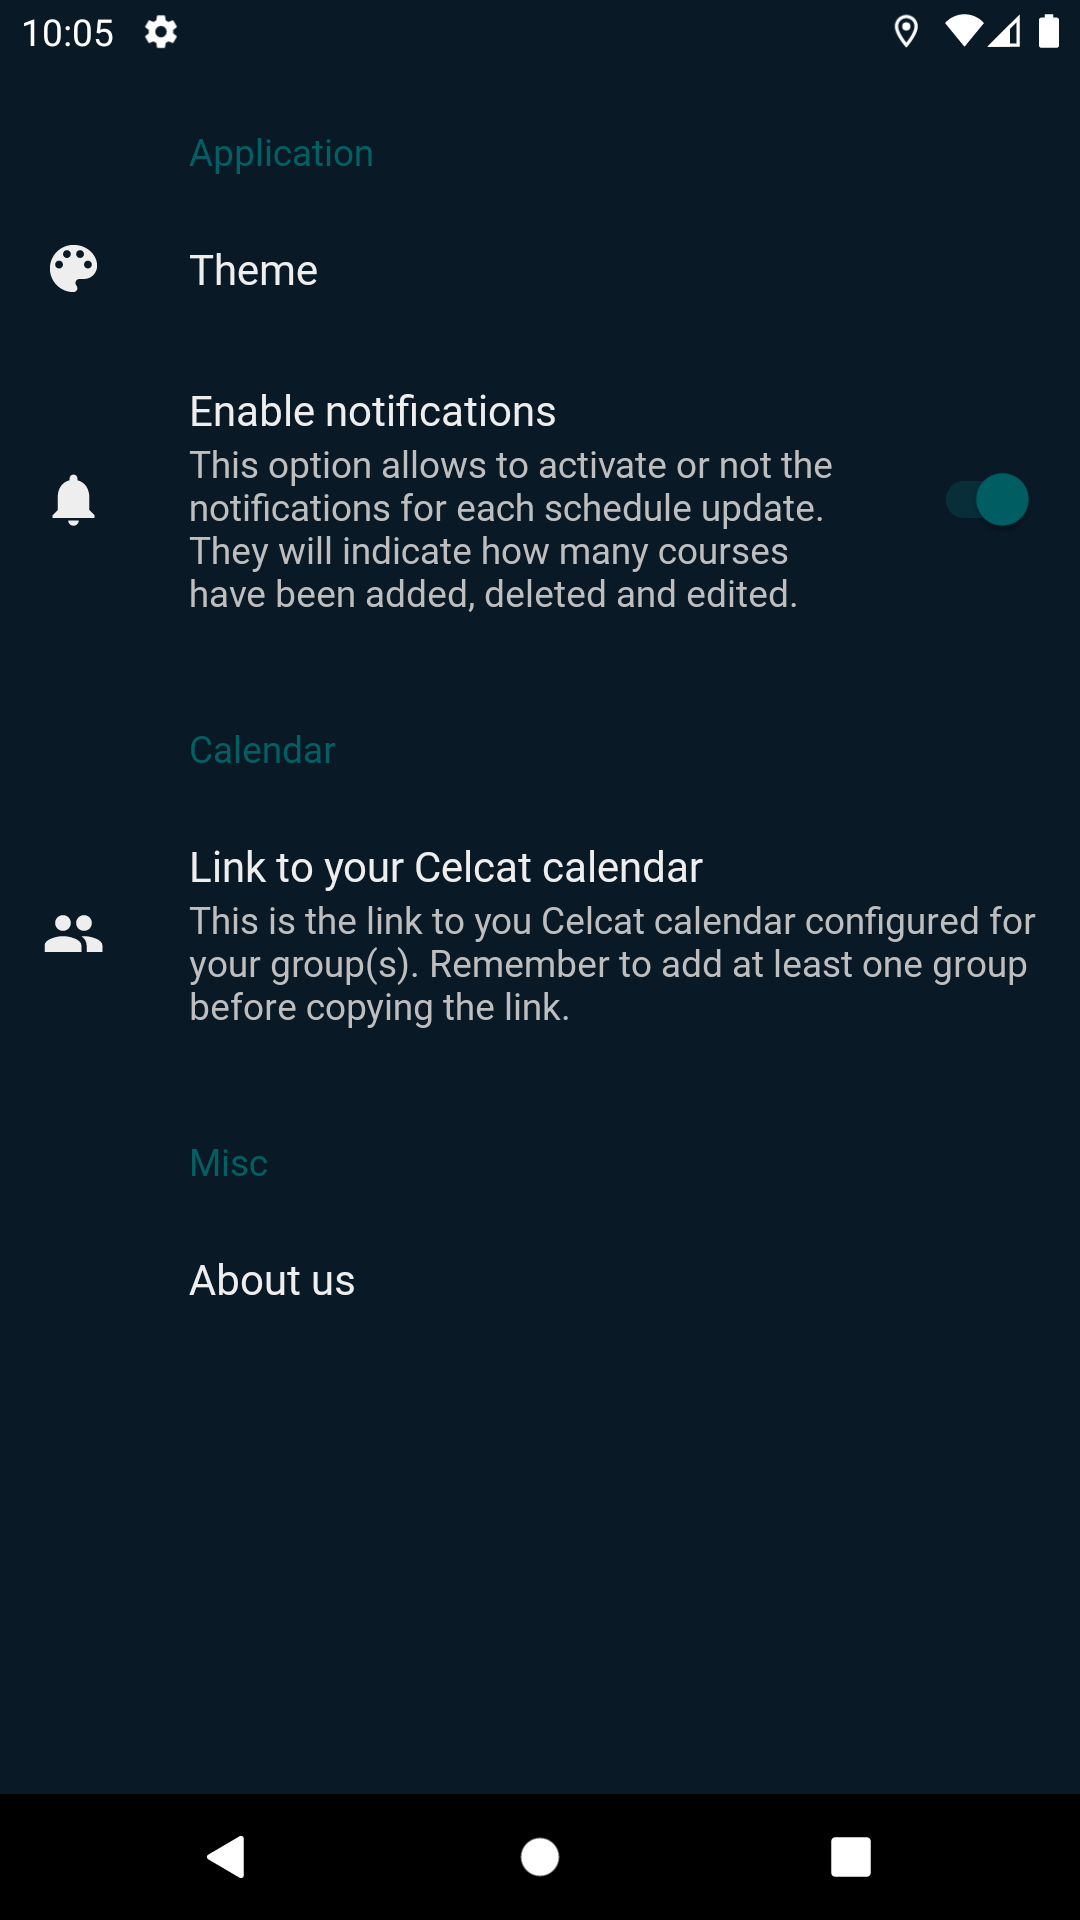 10:05
Application
Theme
Enable notifications
This option allows to activate or not the
notifications for each schedule update.
They will indicate how many courses
have been added, deleted and edited.
Calendar
Link to your Celcat calendar
This is the link to you Celcat calendar configured for
your group(s). Remember to add at least one group
before copying the link.
Misc
About us